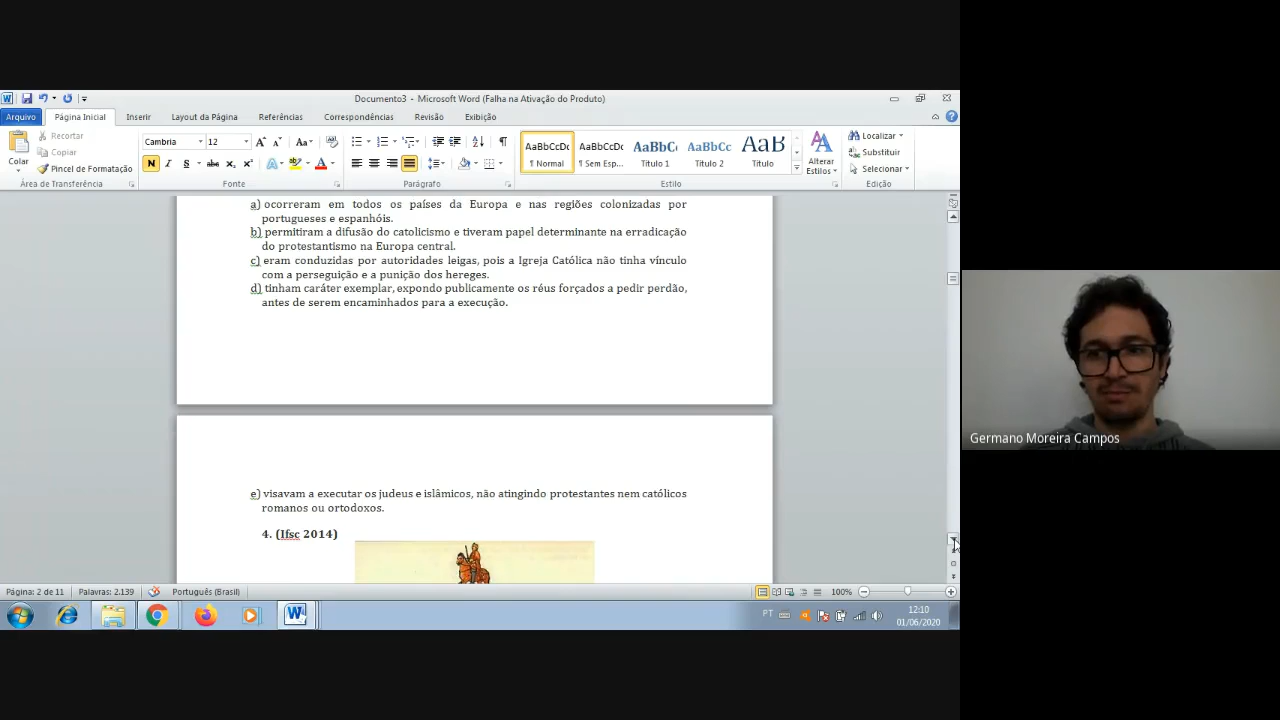 Documento3 - Microsoft Word (Falha na Ativação do Produto)
Arquivo Página Inicial Inserir Layout da Página Referências Correspondências Revisão Exibição
Colar
Recortar
Copiar
Pincel de Formatação
Área de Transferência
Cambria 12
Fonte
Parágrafo
AaBbCcDc AaBbCcDc AaBbC AaBbCc AaB
¶ Normal ¶ Sem Esp... Título 1 Título 2 Título
Alterar
Estilos
Estilo
Localizar
Substituir
Selecionar
Edição
a) ocorreram em todos os países da Europa e nas regiões colonizadas por
portugueses e espanhóis.
b) permitiram a difusão do catolicismo e tiveram papel determinante na erradicação
do protestantismo na Europa central.
c) eram conduzidas por autoridades leigas, pois a Igreja Católica não tinha vínculo
com a perseguição e a punição dos hereges.
d) tinham caráter exemplar, expondo publicamente os réus forçados a pedir perdão,
antes de serem encaminhados para a execução.
e) visavam a executar os judeus e islâmicos, não atingindo protestantes nem católicos
romanos ou ortodoxos.
4. (Ifsc 2014)
Germano Moreira Campos
Página: 2 de 11 Palavras: 2.139 Português (Brasil) 100%
PT 12:10
01/06/2020